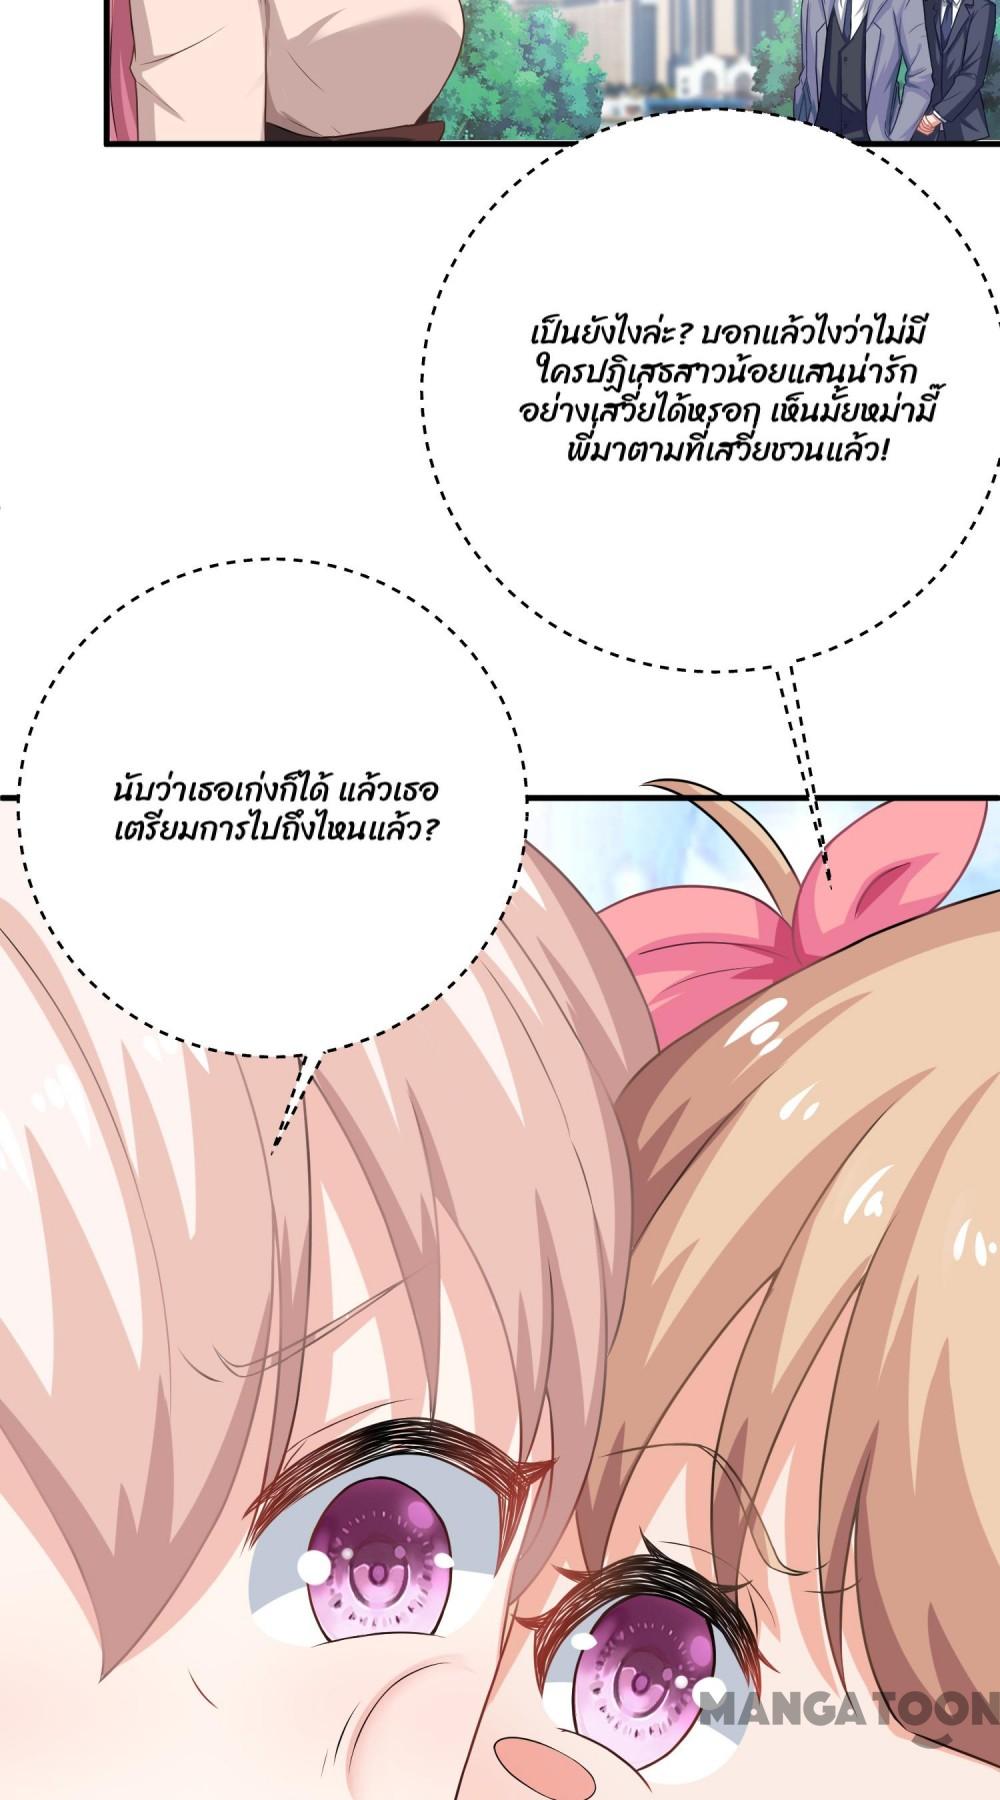 เป็นยังไงล่ะ? บอกแล้วไงว่าไม่มี
ใครปฏิเสธสาวน้อยแสนน่ารัก
อย่างเสวี่ยได้หรอก เห็นมั้ยหม่ามี๊
พี่มาตามที่เสวี่ยชวนแล้ว!
นับว่าเธอเก่งก็ได้ แล้วเธอ
เตรียมการไปถึงไหนแล้ว?
MANGATOON